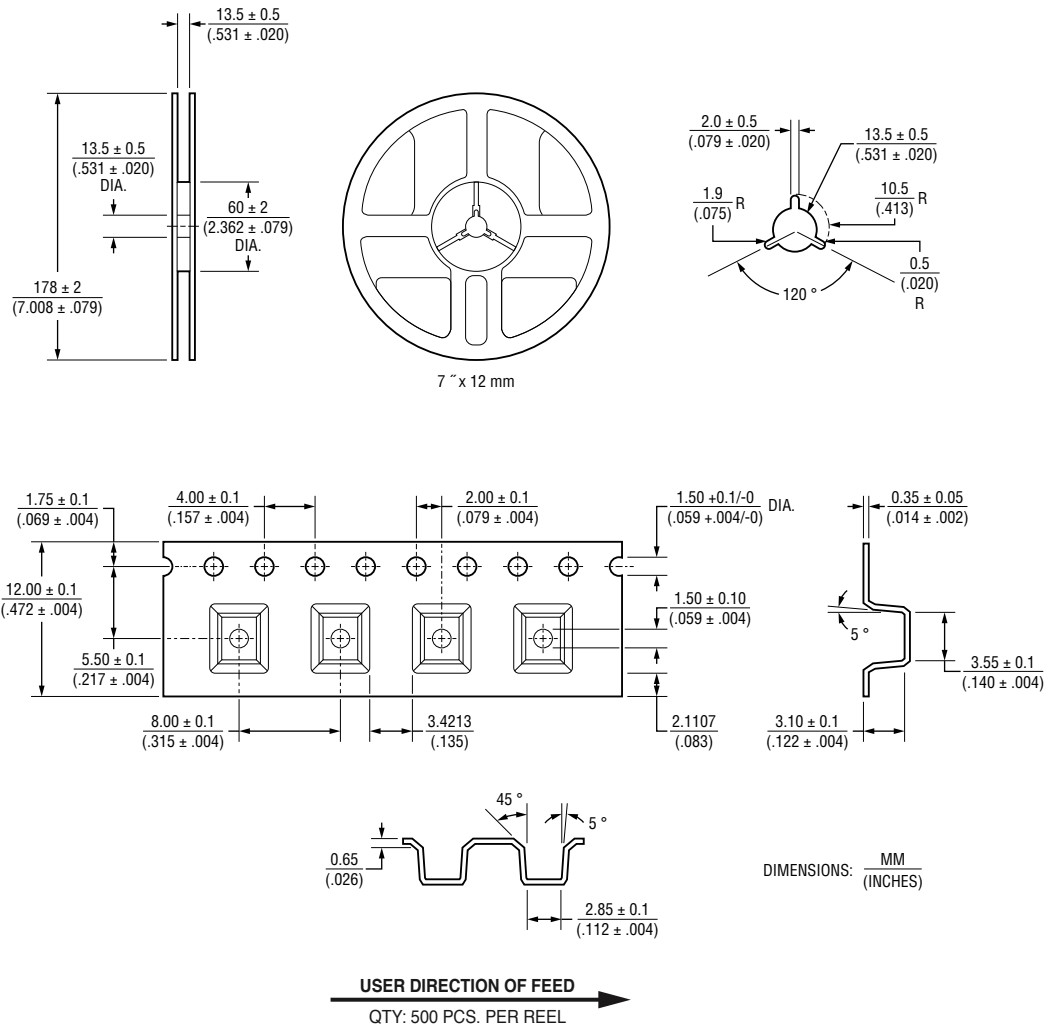 13.5 ± 0.5
(.531 ± .020)
13.5 ± 0.5
(.531 ± .020)
DIA.
60 ± 2
(2.362 ± .079)
DIA.
178 ± 2
(7.008 ± .079)
7 ˝ x 12 mm
2.0 ± 0.5
(.079 ± .020)
13.5 ± 0.5
(.531 ± .020)
1.9
(.075)
R
10.5
(.413)
R
0.5
(.020)
R
120 °
1.75 ± 0.1
(.069 ± .004)
4.00 ± 0.1
(.157 ± .004)
2.00 ± 0.1
(.079 ± .004)
1.50 +0.1/-0
(.059 +.004/-0)
DIA.
0.35 ± 0.05
(.014 ± .002)
12.00 ± 0.1
(.472 ± .004)
1.50 ± 0.10
(.059 ± .004)
5 °
5.50 ± 0.1
(.217 ± .004)
3.55 ± 0.1
(.140 ± .004)
8.00 ± 0.1
(.315 ± .004)
3.4213
(.135)
2.1107
(.083)
3.10 ± 0.1
(.122 ± .004)
45 °
5 °
0.65
(.026)
2.85 ± 0.1
(.112 ± .004)
DIMENSIONS:
MM
(INCHES)
USER DIRECTION OF FEED
QTY: 500 PCS. PER REEL